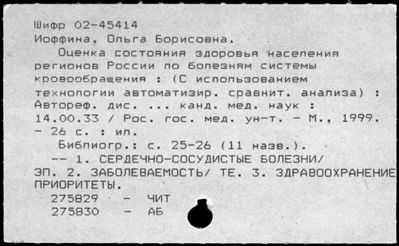 Шифр 02-45414
Иоффина, Ольга Борисовна.
Оценка состояния здоровья населения
регионов России по болезням системы
кровообращения : (С использованием
технологии автоматизир. сравнит. анализа) :
Автореф. дис. ... канд. мед. наук :
14.00.33 / Рос. гос. мед. ун-т. - М., 1999.
- 26 с. : ил.
Библиогр.: с. 25-26 (11 назв.).
-- 1. СЕРДЕЧНО-СОСУДИСТЫЕ БОЛЕЗНИ/
ЭП. 2. ЗАБОЛЕВАЕМОСТЬ/ ТЕ. 3. ЗДРАВООХРАНЕНИЕ
ПРИОРИТЕТЫ.
275829 - ЧИТ
275830 - АБ